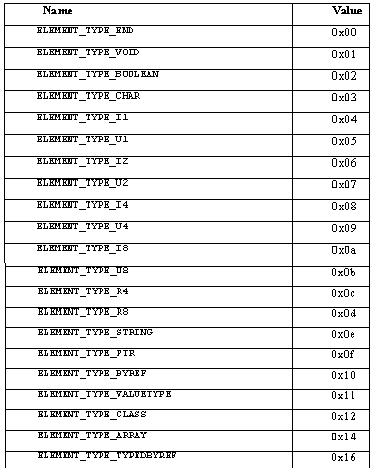 Name Value
ELEMENT_TYPE_END 0x00
ELEMENT_TYPE_VOID 0x01
ELEMENT_TYPE_BOOLEAN 0x02
ELEMENT_TYPE_CHAR 0x03
ELEMENT_TYPE_I1 0x04
ELEMENT_TYPE_U1 0x05
ELEMENT_TYPE_I2 0x06
ELEMENT_TYPE_U2 0x07
ELEMENT_TYPE_I4 0x08
ELEMENT_TYPE_U4 0x09
ELEMENT_TYPE_I8 0x0a
ELEMENT_TYPE_U8 0x0b
ELEMENT_TYPE_R4 0x0c
ELEMENT_TYPE_R8 0x0d
ELEMENT_TYPE_STRING 0x0e
ELEMENT_TYPE_PTR 0x0f
ELEMENT_TYPE_BYREF 0x10
ELEMENT_TYPE_VALUETYPE 0x11
ELEMENT_TYPE_CLASS 0x12
ELEMENT_TYPE_ARRAY 0x14
ELEMENT_TYPE_TYPEDBYREF 0x16